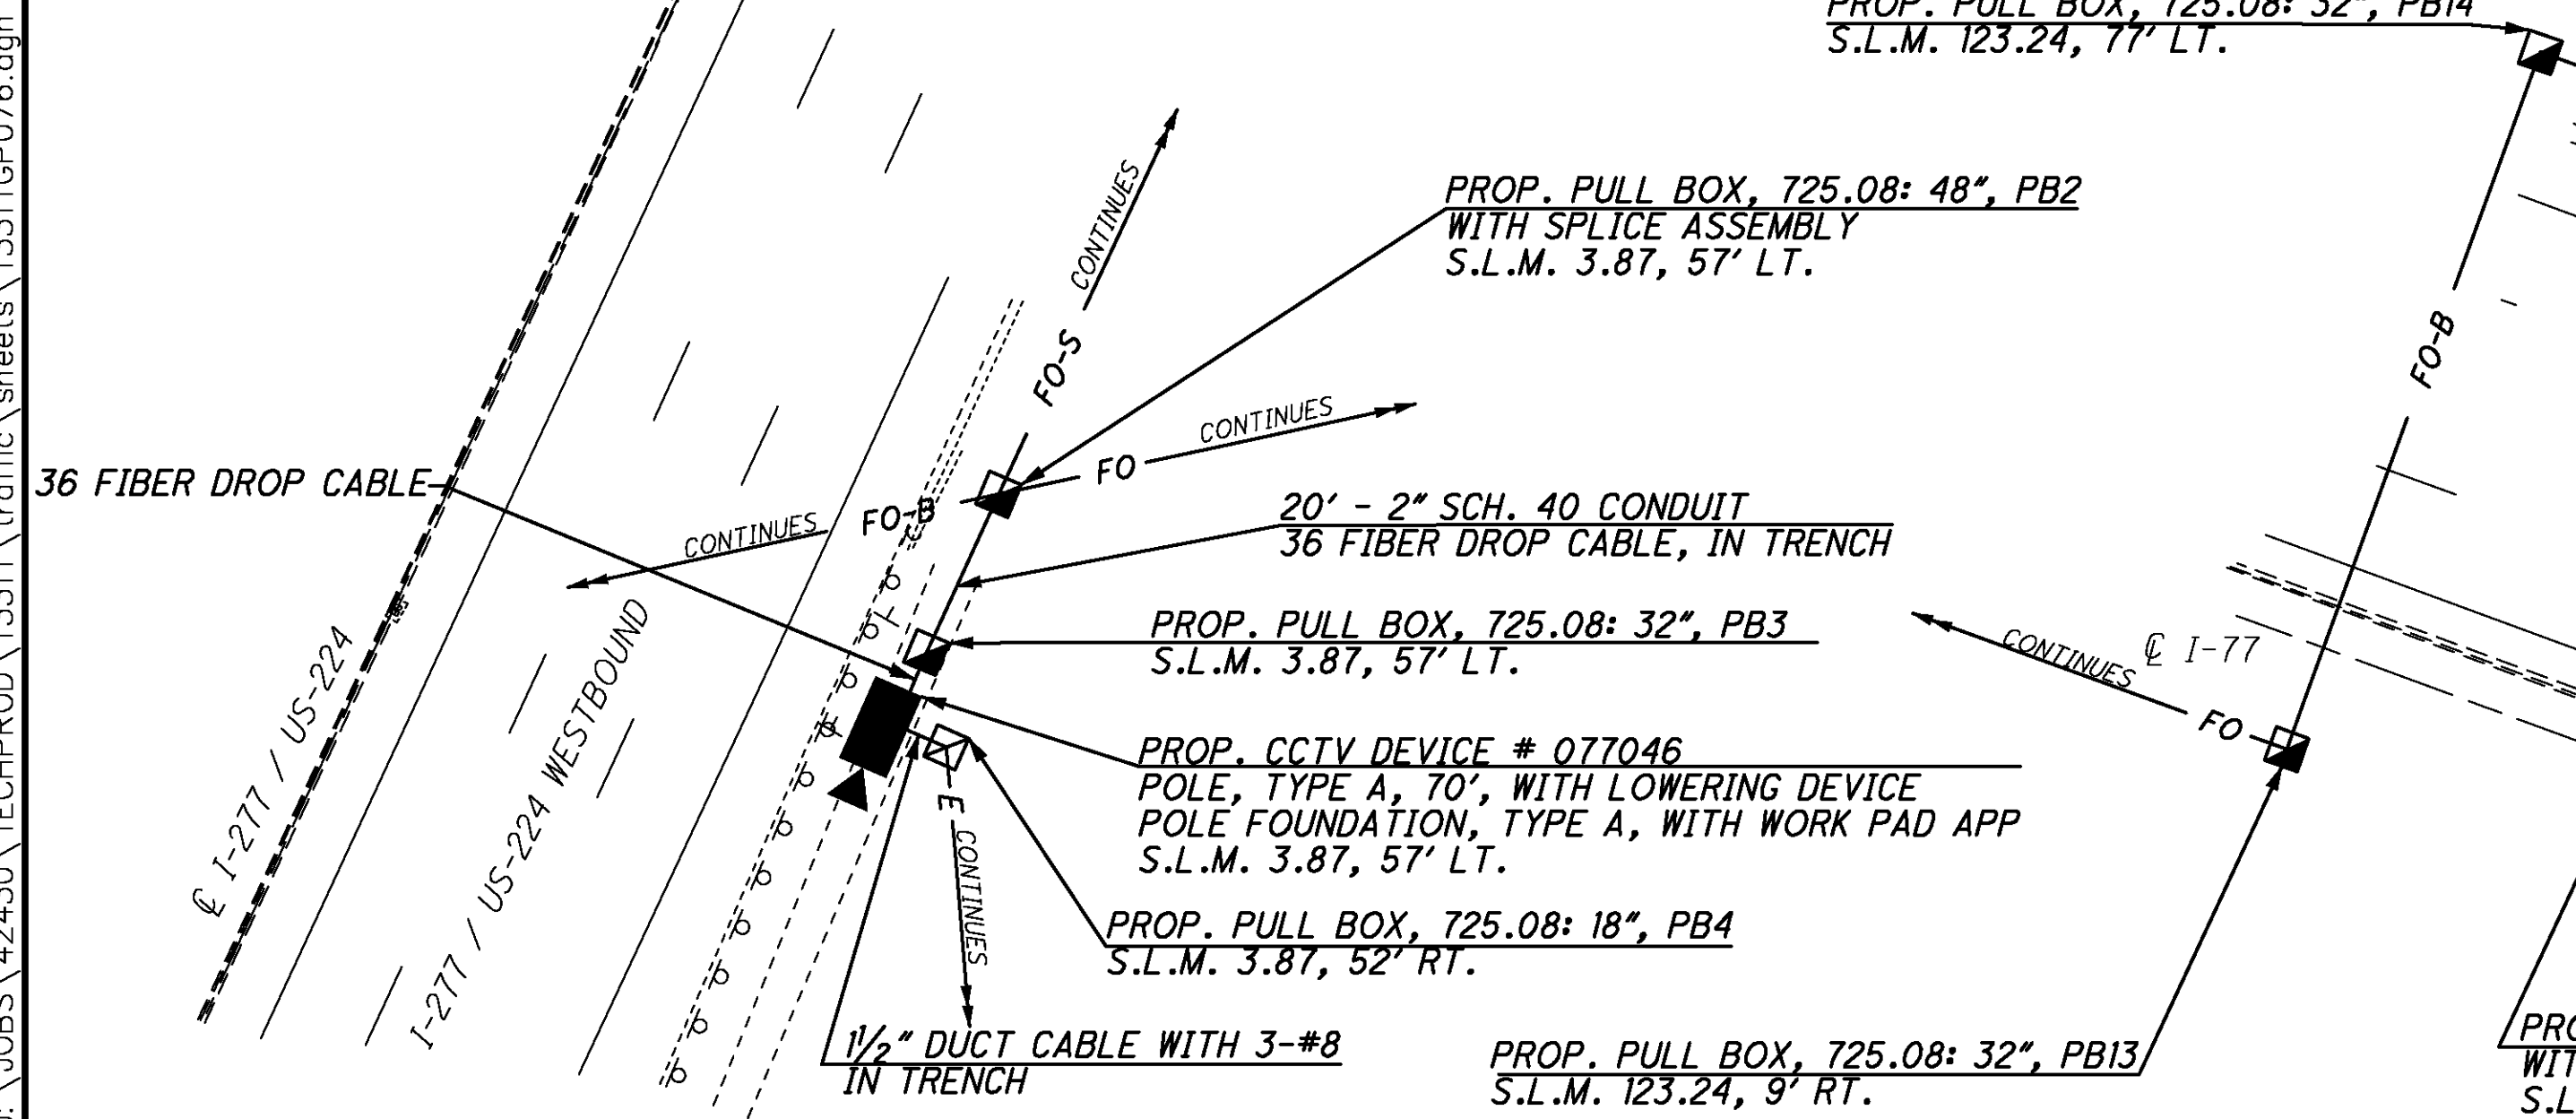 PROP. PULL BOX, 725.08: 32", PB14
S.L.M. 123.24, 77' LT.
CONTINUES
PROP. PULL BOX, 725.08: 48", PB2
WITH SPLICE ASSEMBLY
S.L.M. 3.87, 57' LT.
FO-S
FO-B
CONTINUES
FO
36 FIBER DROP CABLE
FO-B
CONTINUES
20' - 2" SCH. 40 CONDUIT
36 FIBER DROP CABLE, IN TRENCH
PROP. PULL BOX, 725.08: 32", PB3
S.L.M. 3.87, 57' LT.
CONTINUES
℄ I-77
FO
℄ I-277 / US-224
I-277 / US-224 WESTBOUND
PROP. CCTV DEVICE # 077046
POLE, TYPE A, 70', WITH LOWERING DEVICE
POLE FOUNDATION, TYPE A, WITH WORK PAD APP
S.L.M. 3.87, 57' LT.
E
CONTINUES
PROP. PULL BOX, 725.08: 18", PB4
S.L.M. 3.87, 52' RT.
1½" DUCT CABLE WITH 3-#8
IN TRENCH
PROP. PULL BOX, 725.08: 32", PB13
S.L.M. 123.24, 9' RT.